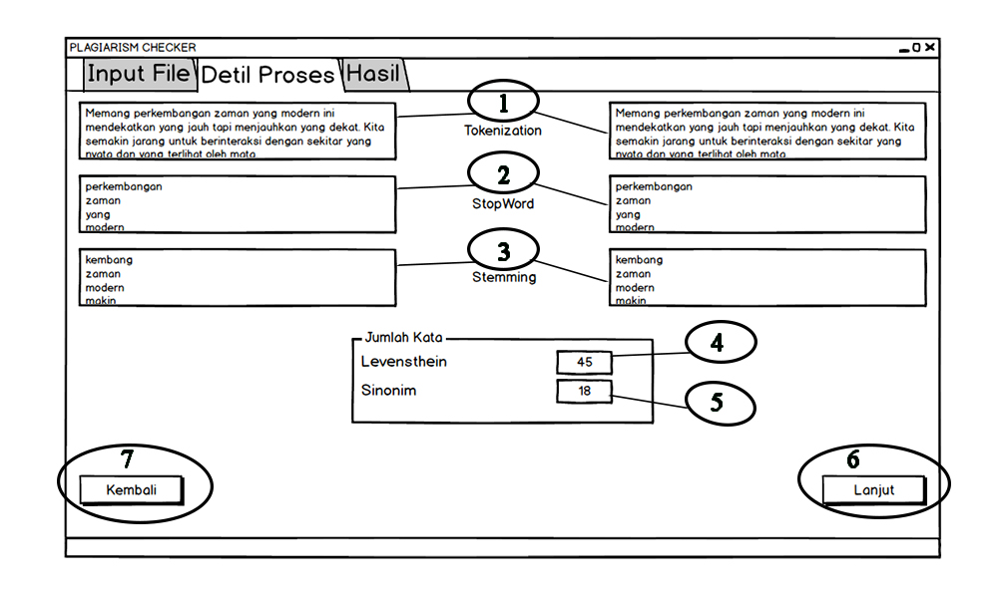 PLAGIARISM CHECKER
Input File Detil Proses Hasil
1
Tokenization
Memang perkembangan zaman yang modern ini
mendekatkan yang jauh tapi menjauhkan yang dekat. Kita
semakin jarang untuk berinteraksi dengan sekitar yang
nyata dan yang terlihat oleh mata
Memang perkembangan zaman yang modern ini
mendekatkan yang jauh tapi menjauhkan yang dekat. Kita
semakin jarang untuk berinteraksi dengan sekitar yang
nyata dan yang terlihat oleh mata
2
StopWord
perkembangan
zaman
yang
modern
perkembangan
zaman
yang
modern
3
Stemming
kembang
zaman
modern
makin
kembang
zaman
modern
makin
Jumlah Kata
Levensthein 45
4
Sinonim 18
5
7
Kembali
6
Lanjut